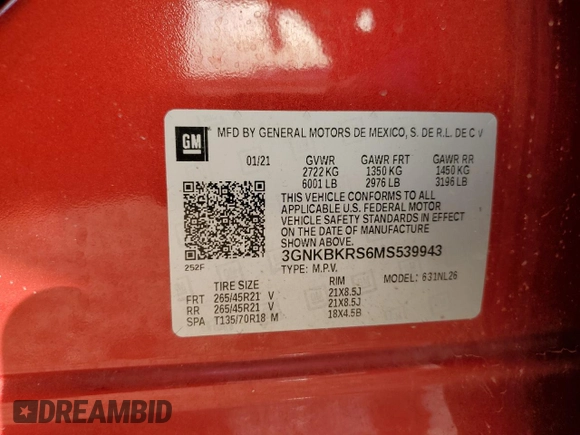 GM MFD BY GENERAL MOTORS DE MEXICO, S. DE R.L. DE C V
01/21 GVWR GAWR FRT GAWR RR
2722 KG 1350 KG 1450 KG
6001 LB 2976 LB 3196 LB
THIS VEHICLE CONFORMS TO ALL
APPLICABLE U.S. FEDERAL MOTOR
VEHICLE SAFETY STANDARDS IN EFFECT
ON THE DATE OF MANUFACTURE
SHOWN ABOVE.
3GNKBKRS6MS539943
252F TYPE: M.P.V. MODEL: 631NL26
TIRE SIZE RIM
FRT 265/45R21 V 21X8.5J
RR 265/45R21 V 21X8.5J
SPA T135/70R18 M 18X4.5B
DREAMBID